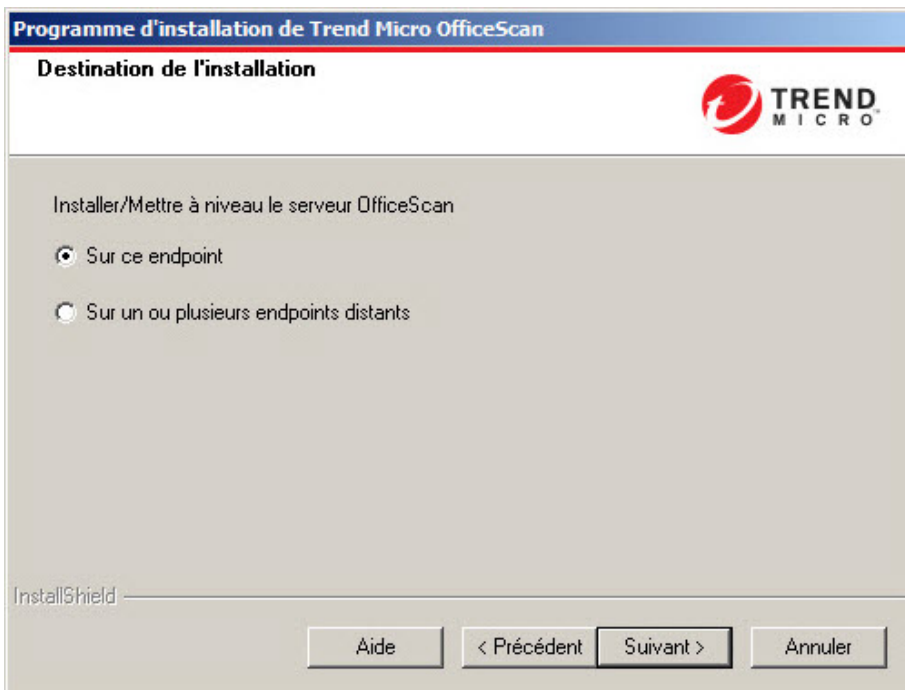 Programme d'installation de Trend Micro OfficeScan
Destination de l'installation
TREND
MICRO™
Installer/Mettre à niveau le serveur OfficeScan
Sur ce endpoint
Sur un ou plusieurs endpoints distants
InstallShield
Aide
< Précédent
Suivant >
Annuler